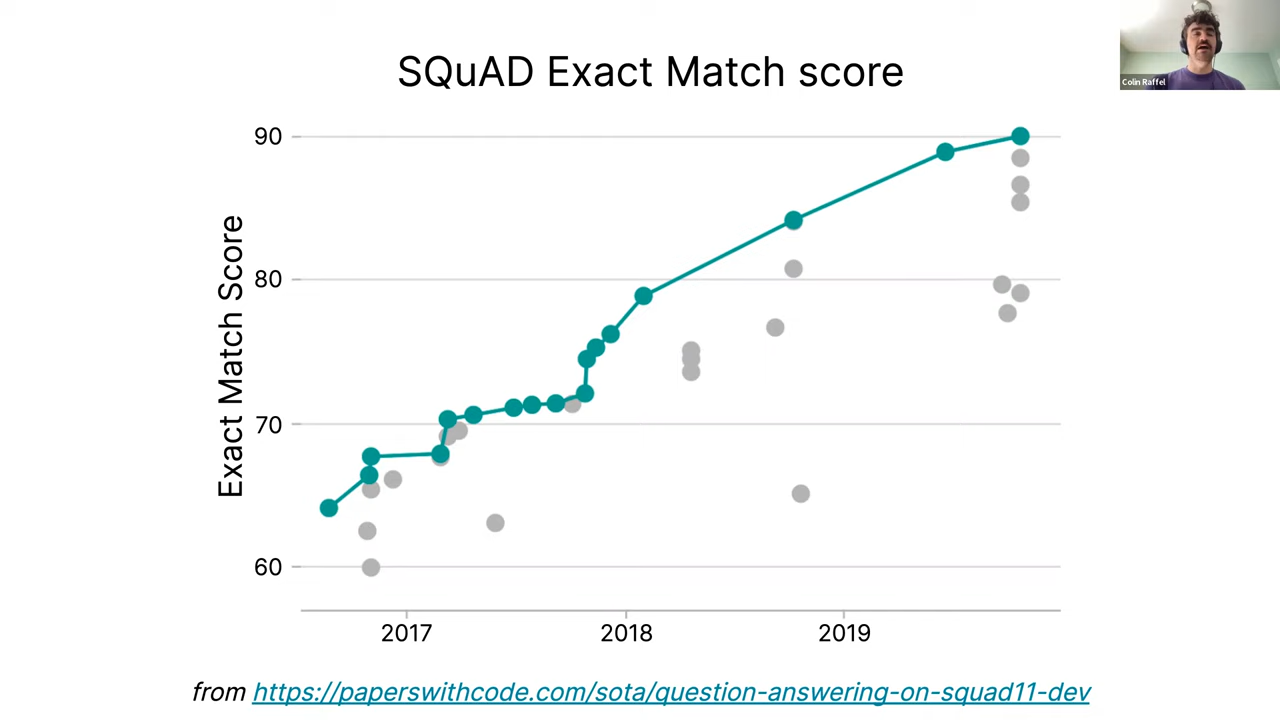 SQuAD Exact Match score
Colin Raffel
Exact Match Score
90
80
70
60
2017
2018
2019
from https://paperswithcode.com/sota/question-answering-on-squad11-dev